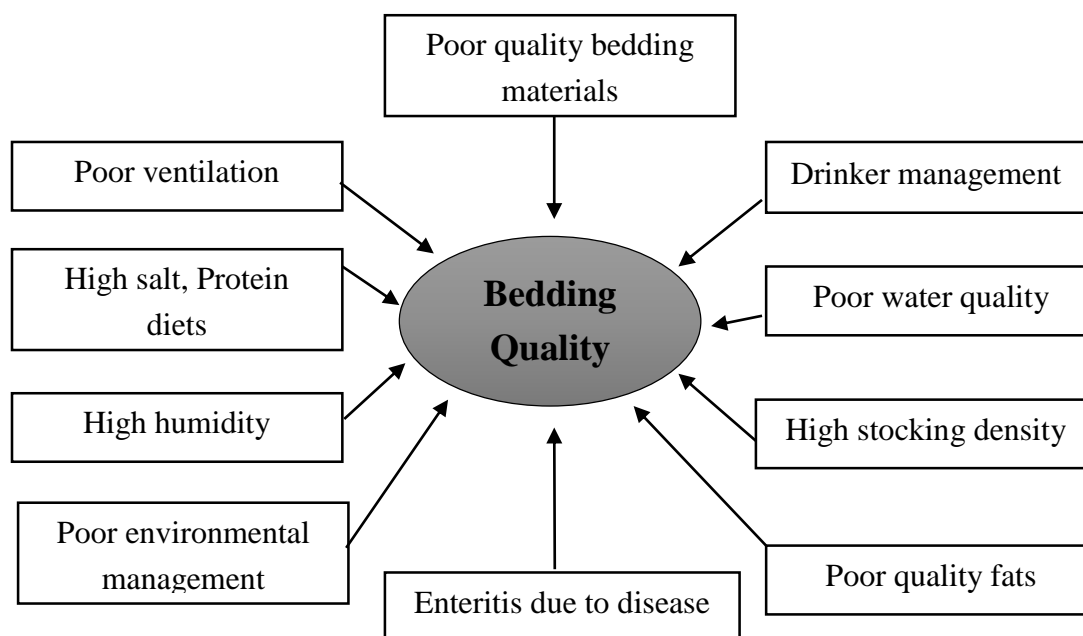 Poor quality bedding
materials
Poor ventilation
Drinker management
High salt, Protein
diets
Bedding
Quality
Poor water quality
High humidity
High stocking density
Poor environmental
management
Enteritis due to disease
Poor quality fats